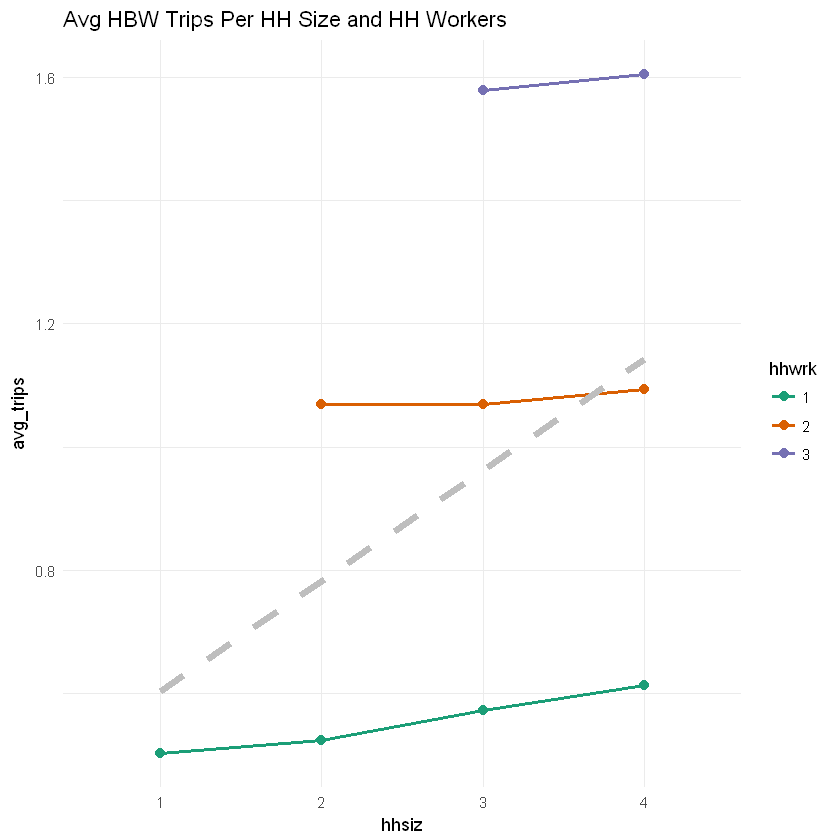 Avg HBW Trips Per HH Size and HH Workers
1.6
1.2
0.8
avg_trips
1
2
3
4
hhsiz
hhwrk
1
2
3